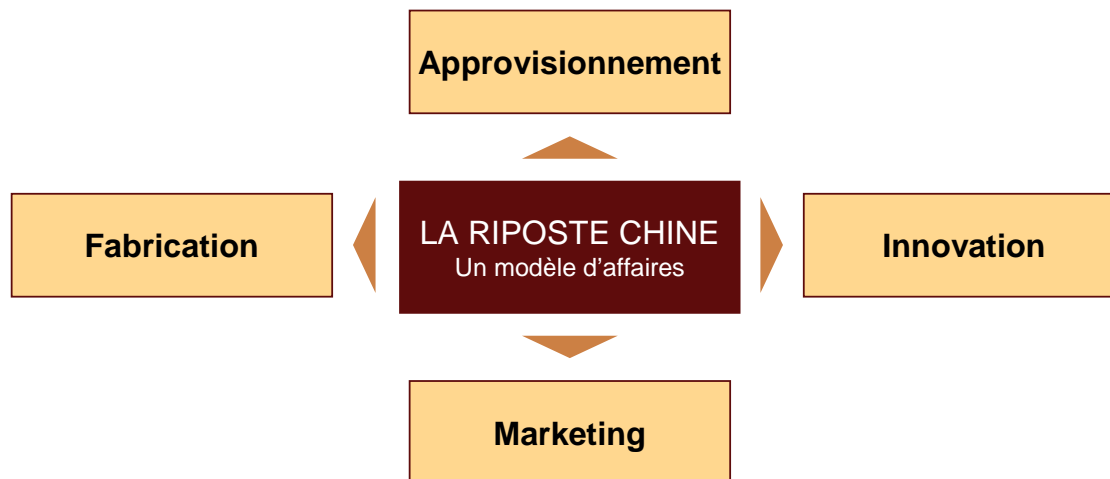 Approvisionnement
Fabrication
LA RIPOSTE CHINE
Un modèle d’affaires
Innovation
Marketing